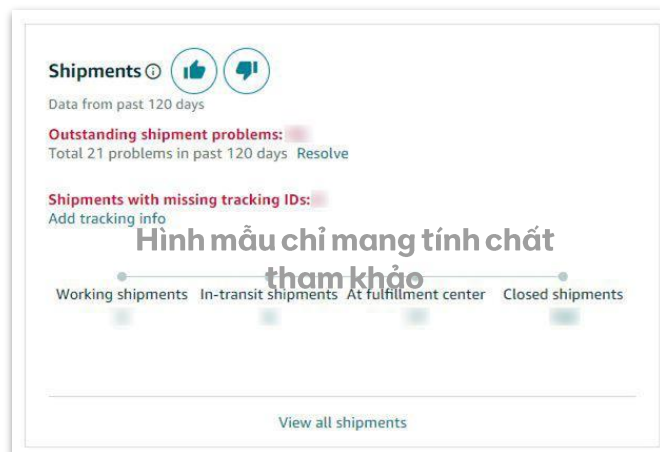 Shipments
Data from past 120 days
Outstanding shipment problems:
Total 21 problems in past 120 days Resolve
Shipments with missing tracking IDs:
Add tracking info
Hình mẫu chỉ mang tính chất
tham khảo
Working shipments In-transit shipments At fulfillment center Closed shipments
View all shipments